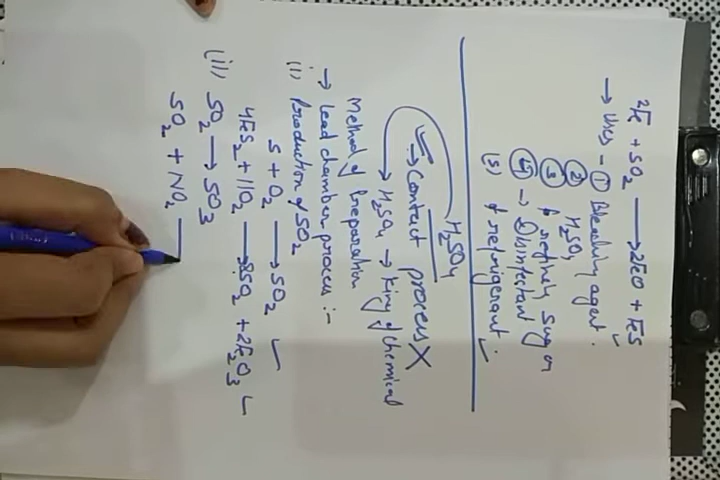 2Fe + SO2 → 2FeO + FeS
→ Uses - ① Bleaching agent.
② H2SO4
③ for refining sugar
④ → Disinfectant
(5) refrigerant.
H2SO4
→ Contact process X
→ H2SO4 → King of chemical
Method of Preparation
→ Lead chamber process :-
(i) Production of SO2
S + O2 → SO2
4FeS2 + 11O2 → 8SO2 + 2Fe2O3
(ii) SO2 → SO3
SO2 + NO2